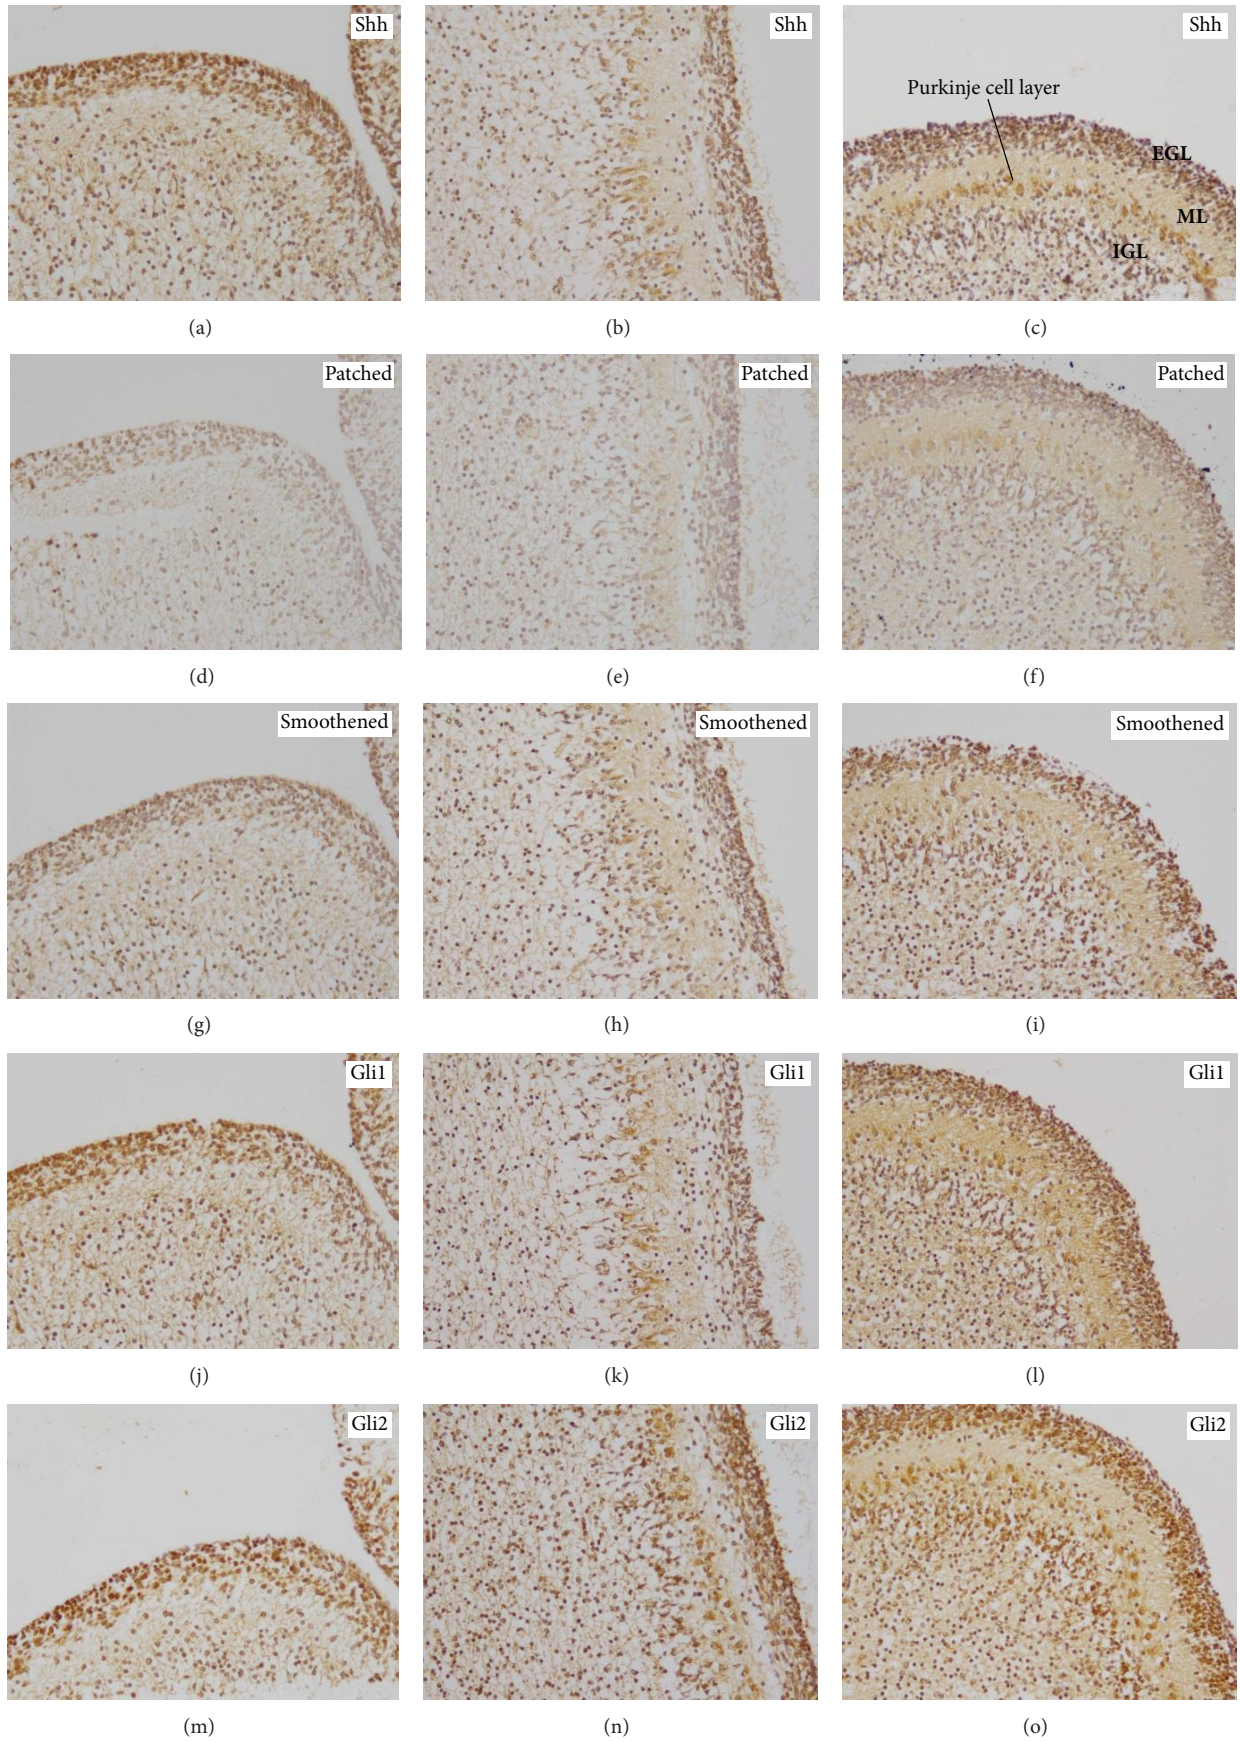 Shh
Shh
Shh
Purkinje cell layer
EGL
ML
IGL
(a)
(b)
(c)
Patched
Patched
Patched
(d)
(e)
(f)
Smoothened
Smoothened
Smoothened
(g)
(h)
(i)
Gli1
Gli1
Gli1
(j)
(k)
(l)
Gli2
Gli2
Gli2
(m)
(n)
(o)